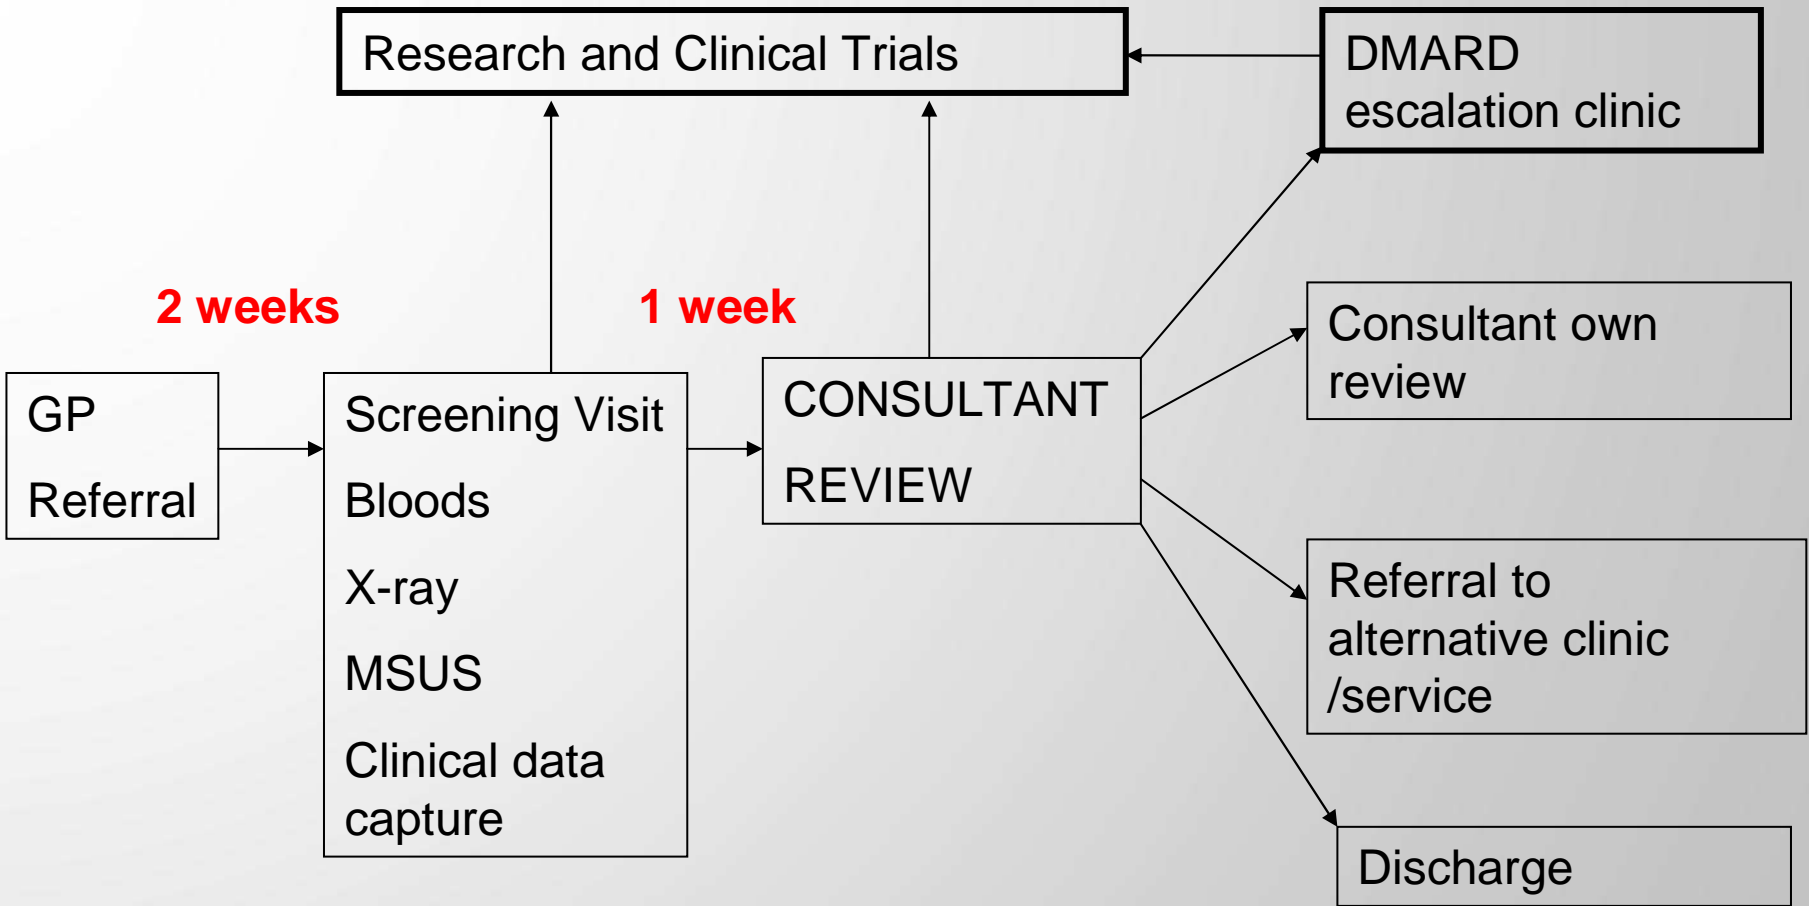 Research and Clinical Trials
DMARD
escalation clinic
2 weeks
1 week
GP
Referral
Screening Visit
Bloods
X-ray
MSUS
Clinical data
capture
CONSULTANT
REVIEW
Consultant own
review
Referral to
alternative clinic
/service
Discharge